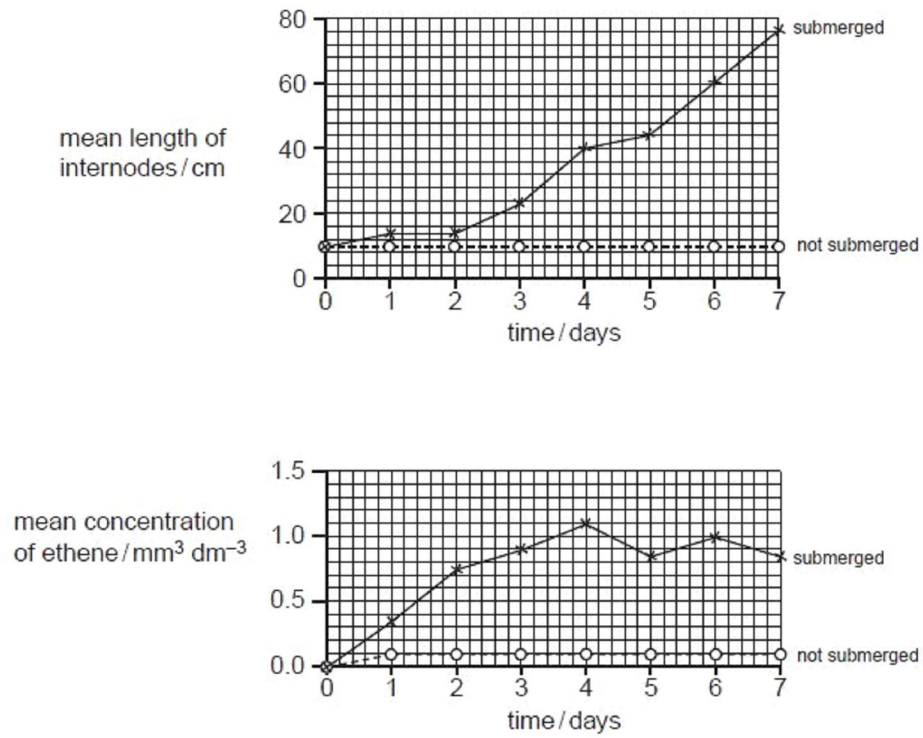 80
60
40
20
0
mean length of
internodes / cm
submerged
not submerged
0 1 2 3 4 5 6 7
time / days
1.5
1.0
0.5
0.0
mean concentration
of ethene / mm³ dm⁻³
submerged
not submerged
0 1 2 3 4 5 6 7
time / days